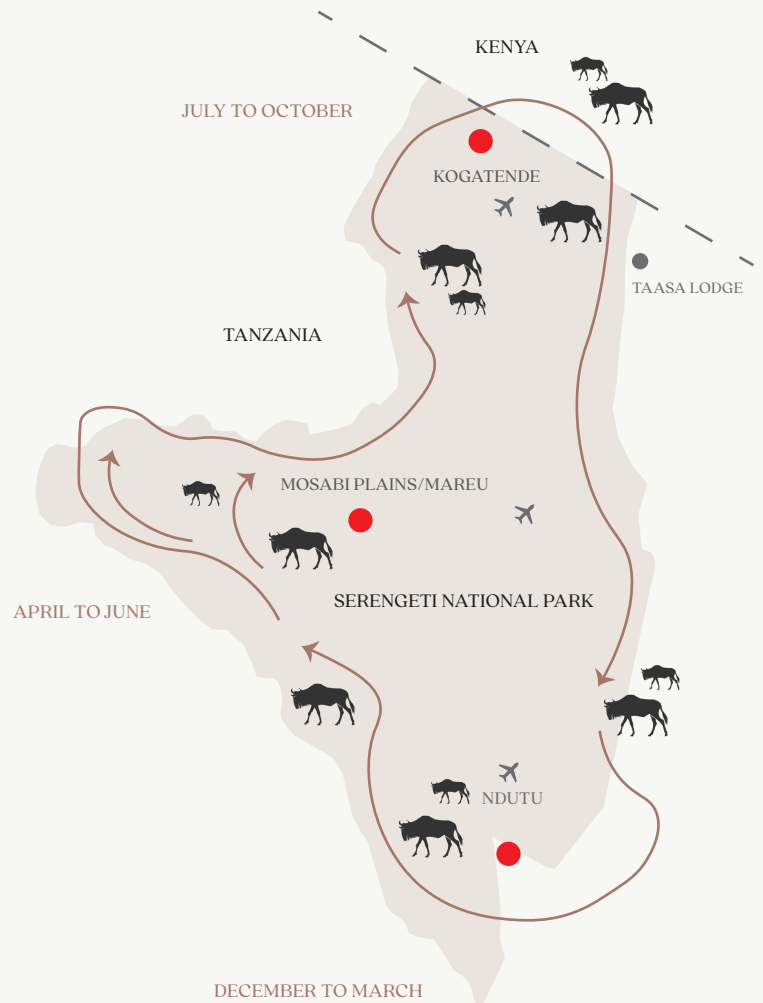 KENYA
JULY TO OCTOBER
KOGATENDE
TAASA LODGE
TANZANIA
MOSABI PLAINS/MAREU
SERENGETI NATIONAL PARK
APRIL TO JUNE
NDUTU
DECEMBER TO MARCH